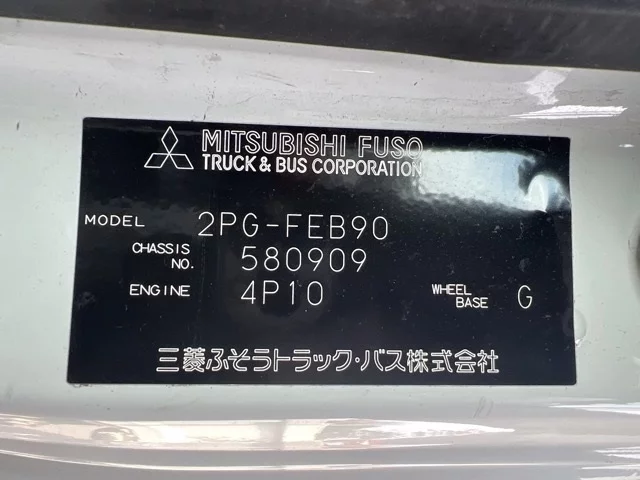 MITSUBISHI FUSO
TRUCK & BUS CORPORATION
MODEL 2PG-FEB90
CHASSIS NO. 580909
ENGINE 4P10 WHEEL BASE G
三菱ふそうトラック・バス株式会社